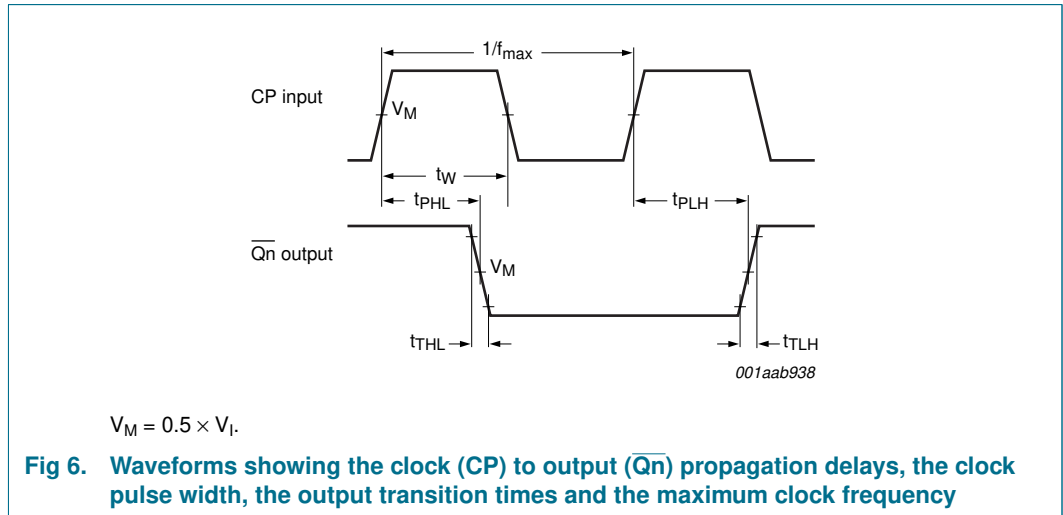 1/fmax
CP input
VM
tW
tPHL
tPLH
Qn output
VM
tTHL
tTLH
001aab938
VM = 0.5 × VI.
Fig 6. Waveforms showing the clock (CP) to output (Qn) propagation delays, the clock
pulse width, the output transition times and the maximum clock frequency